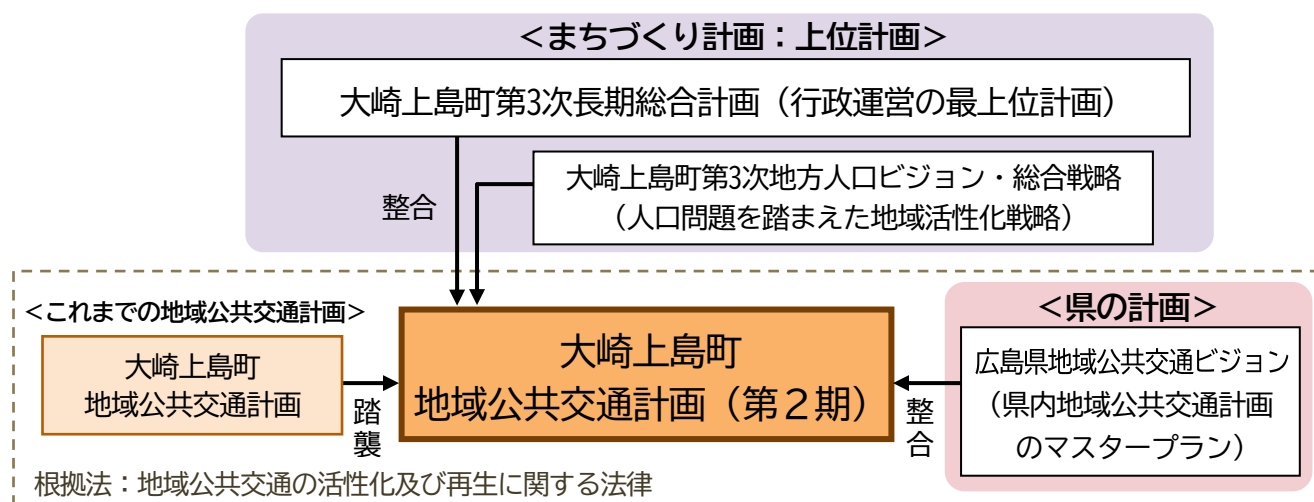 <まちづくり計画：上位計画>
大崎上島町第3次長期総合計画（行政運営の最上位計画）
大崎上島町第3次地方人口ビジョン・総合戦略
（人口問題を踏まえた地域活性化戦略）
整合
<これまでの地域公共交通計画>
大崎上島町
地域公共交通計画
踏襲
大崎上島町
地域公共交通計画（第２期）
整合
<県の計画>
広島県地域公共交通ビジョン
（県内地域公共交通計画
のマスタープラン）
根拠法：地域公共交通の活性化及び再生に関する法律